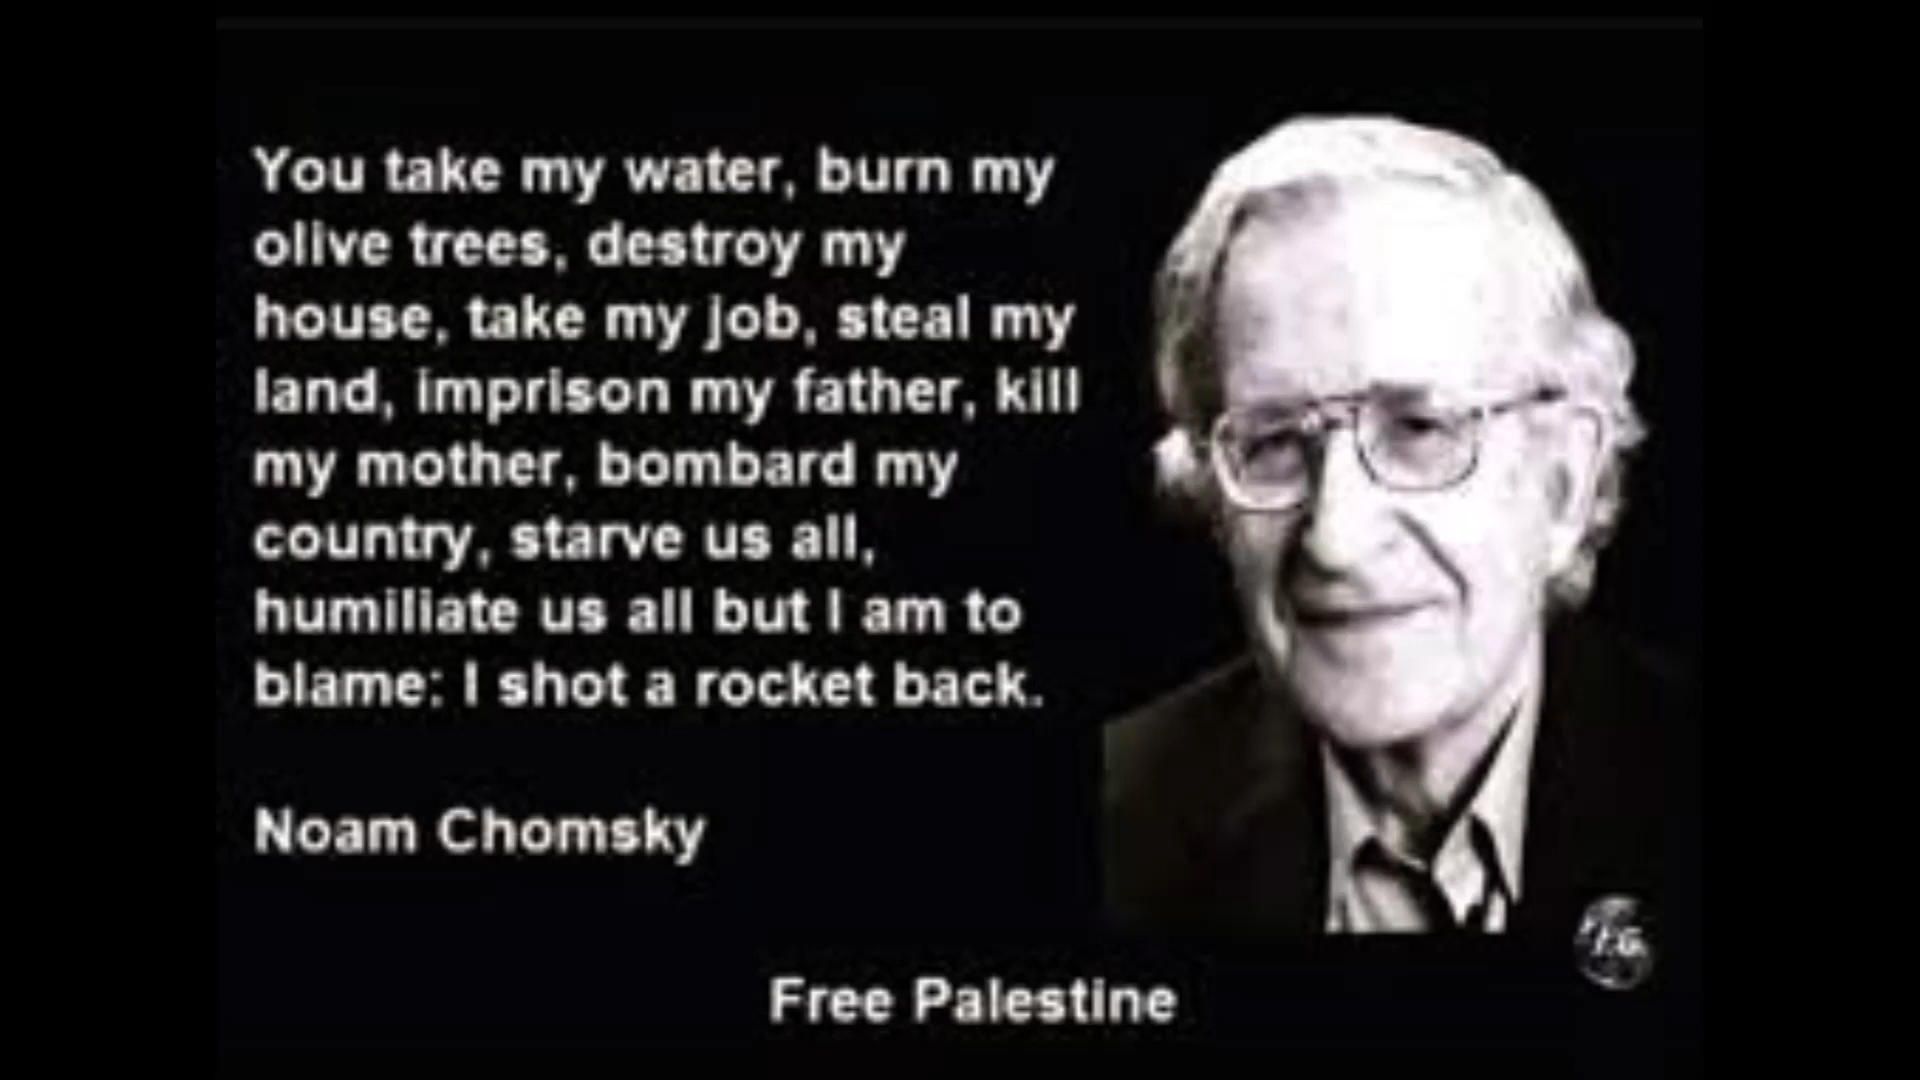 You take my water, burn my
olive trees, destroy my
house, take my job, steal my
land, imprison my father, kill
my mother, bombard my
country, starve us all,
humiliate us all but I am to
blame: I shot a rocket back.
Noam Chomsky
Free Palestine